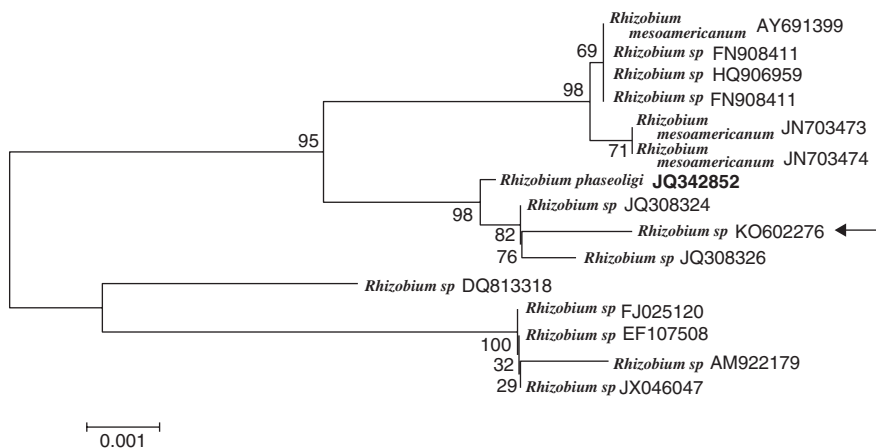 Rhizobium
mesoamericanum AY691399
69
Rhizobium sp FN908411
Rhizobium sp HQ906959
98
Rhizobium sp FN908411
Rhizobium
mesoamericanum JN703473
95
71
Rhizobium
mesoamericanum JN703474
Rhizobium phaseoligi JQ342852
98
Rhizobium sp JQ308324
82
Rhizobium sp KO602276
76
Rhizobium sp JQ308326
Rhizobium sp DQ813318
Rhizobium sp FJ025120
100
Rhizobium sp EF107508
32
Rhizobium sp AM922179
29
Rhizobium sp JX046047
0.001